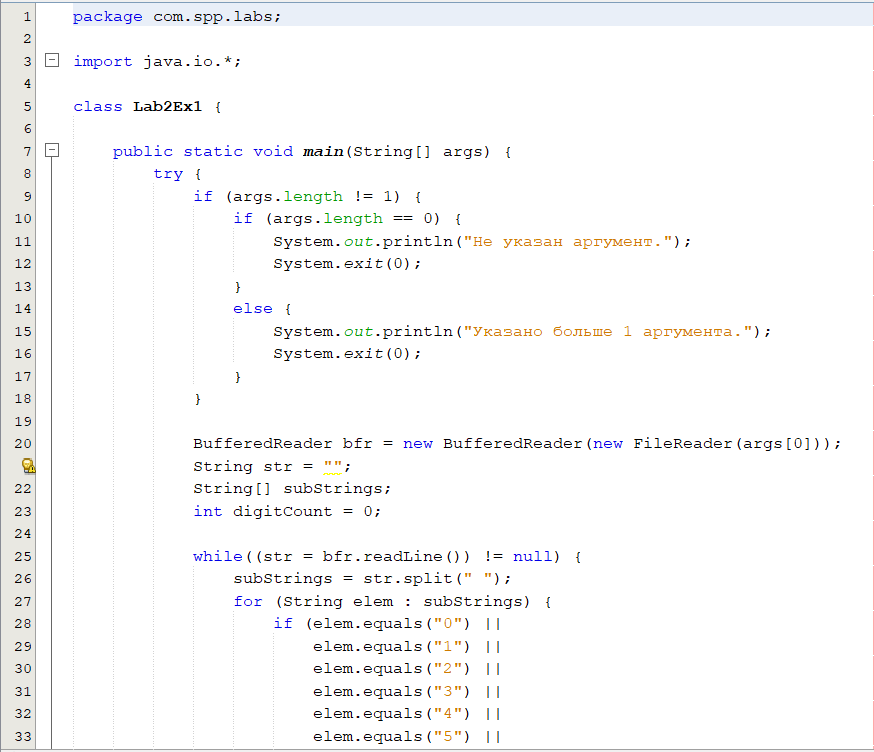 1 package com.spp.labs;
2
3 import java.io.*;
4
5 class Lab2Ex1 {
6
7     public static void main(String[] args) {
8         try {
9             if (args.length != 1) {
10                 if (args.length == 0) {
11                     System.out.println("Не указан аргумент.");
12                     System.exit(0);
13                 }
14                 else {
15                     System.out.println("Указано больше 1 аргумента.");
16                     System.exit(0);
17                 }
18             }
19
20             BufferedReader bfr = new BufferedReader(new FileReader(args[0]));
            String str = "";
22             String[] subStrings;
23             int digitCount = 0;
24
25             while((str = bfr.readLine()) != null) {
26                 subStrings = str.split(" ");
27                 for (String elem : subStrings) {
28                     if (elem.equals("0") ||
29                         elem.equals("1") ||
30                         elem.equals("2") ||
31                         elem.equals("3") ||
32                         elem.equals("4") ||
33                         elem.equals("5") ||